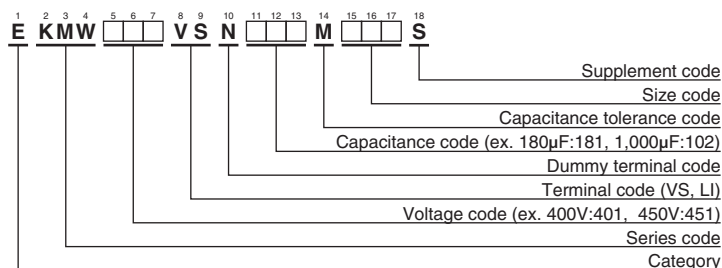 1 2 3 4 5 6 7 8 9 10 11 12 13 14 15 16 17 18
E KMW □□□ VS N □□□ M □□□ S
Supplement code
Size code
Capacitance tolerance code
Capacitance code (ex. 180µF:181, 1,000µF:102)
Dummy terminal code
Terminal code (VS, LI)
Voltage code (ex. 400V:401, 450V:451)
Series code
Category